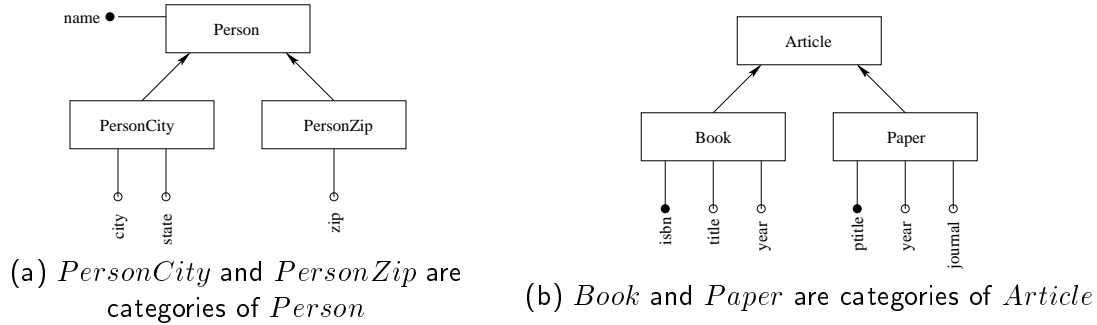 name
Person
PersonCity
PersonZip
city
state
zip
(a) PersonCity and PersonZip are
categories of Person
Article
Book
Paper
isbn
title
year
ptitle
year
journal
(b) Book and Paper are categories of Article